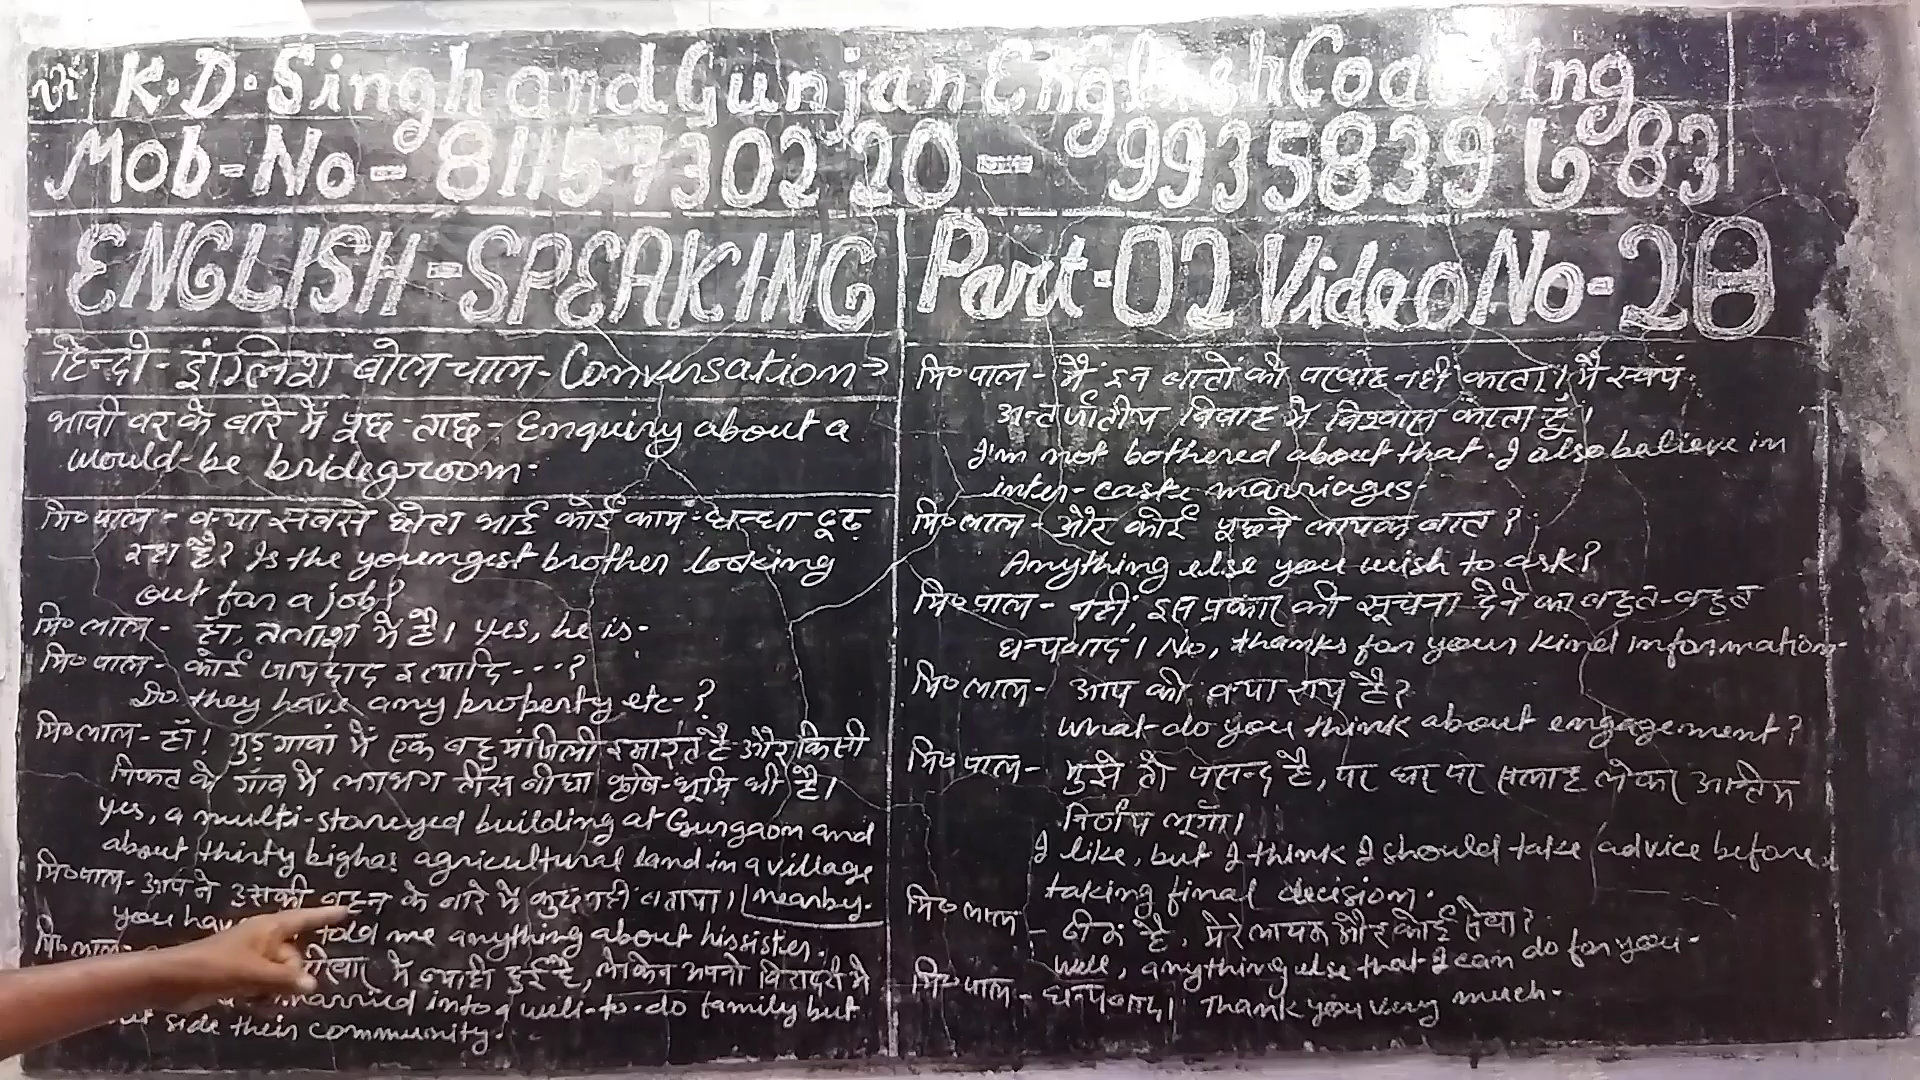 K.D. Singh and Gunjan English Coaching
Mob-No-8115730220--9935839683
ENGLISH-SPEAKING
हिन्दी-इंग्लिश बोलचाल-Conversation→
भावी वर के बारे में पूछ-ताछ-Enquiry about a
would-be bridegroom.
मि० पाल- क्या सबसे छोटा भाई कोई काम-धन्धा ढूढ़
रहा है? Is the youngest brother looking
out for a job?
मि० लाल- हाँ, तलाश में है। yes, he is.
मि० पाल- कोई जायदाद इत्यादि---?
Do they have any property etc-?
मि० लाल- हाँ! गुड़गावां में एक बहुमंजिली इमारत है और किसी
निकट के गांव में लगभग तीस बीघा कृषि-भूमि भी है।
yes, a multi-storeyed building at Gurgaon and
about thirty bighas agricultural land in a village
nearby.
मि० पाल- आप ने उसकी बहन के बारे में कुछ नहीं बताया।
you have told me anything about his sister.
मि० लाल-
में ब्याही हुई है, लेकिन अपनी बिरादरी से
married into a well-to-do family but
side their community.
Part-02 Video No-28
मि० पाल- मैं इन बातों की परवाह नहीं करता। मैं स्वयं
अन्तर्जातीय विवाह में विश्वास करता हूँ।
I'm not bothered about that. I also believe in
inter-caste marriages.
मि० लाल- और कोई पूछने लायक बात?
Anything else you wish to ask?
मि० पाल- नहीं, इस प्रकार की सूचना देने का बहुत-बहुत
धन्यवाद। No, thanks for your kind information.
मि० लाल- आप की क्या राय है?
what do you think about engagement?
मि० पाल- मुझे तो पसन्द है, पर घर पर सलाह लेकर अन्तिम
निर्णय लूँगा।
I like, but I think I should take advice before
taking final decision.
मि० लाल - ठीक है, मेरे लायक और कोई सेवा?
well, anything else that I can do for you.
मि० पाल- धन्यवाद। Thank you very much.